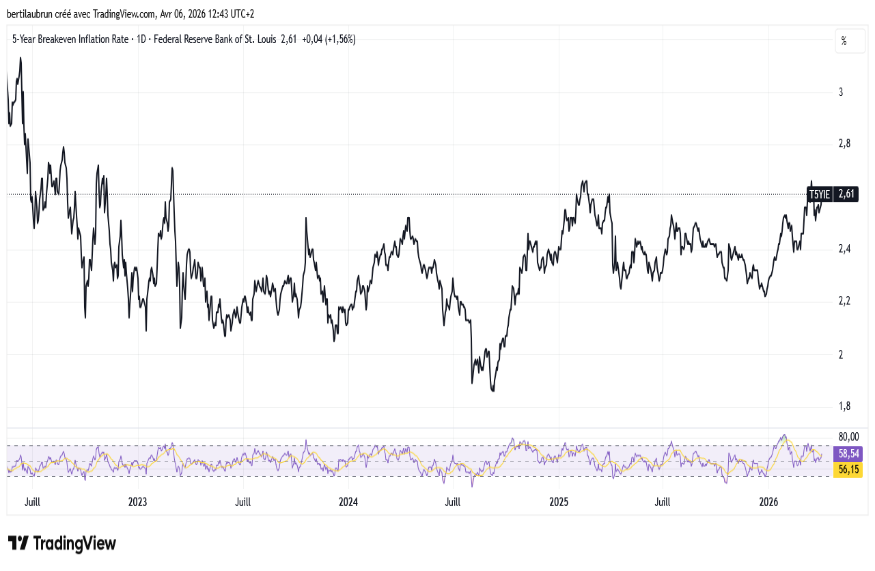 bertilaubrun créé avec TradingView.com, Avr 06, 2026 12:43 UTC+2
5-Year Breakeven Inflation Rate · 1D · Federal Reserve Bank of St. Louis 2,61 +0,04 (+1,56%)
%
3
2,8
T5YIE 2,61
2,4
2,2
2
1,8
80,00
58,54
56,15
Juill 2023 Juill 2024 Juill 2025 Juill 2026
TradingView